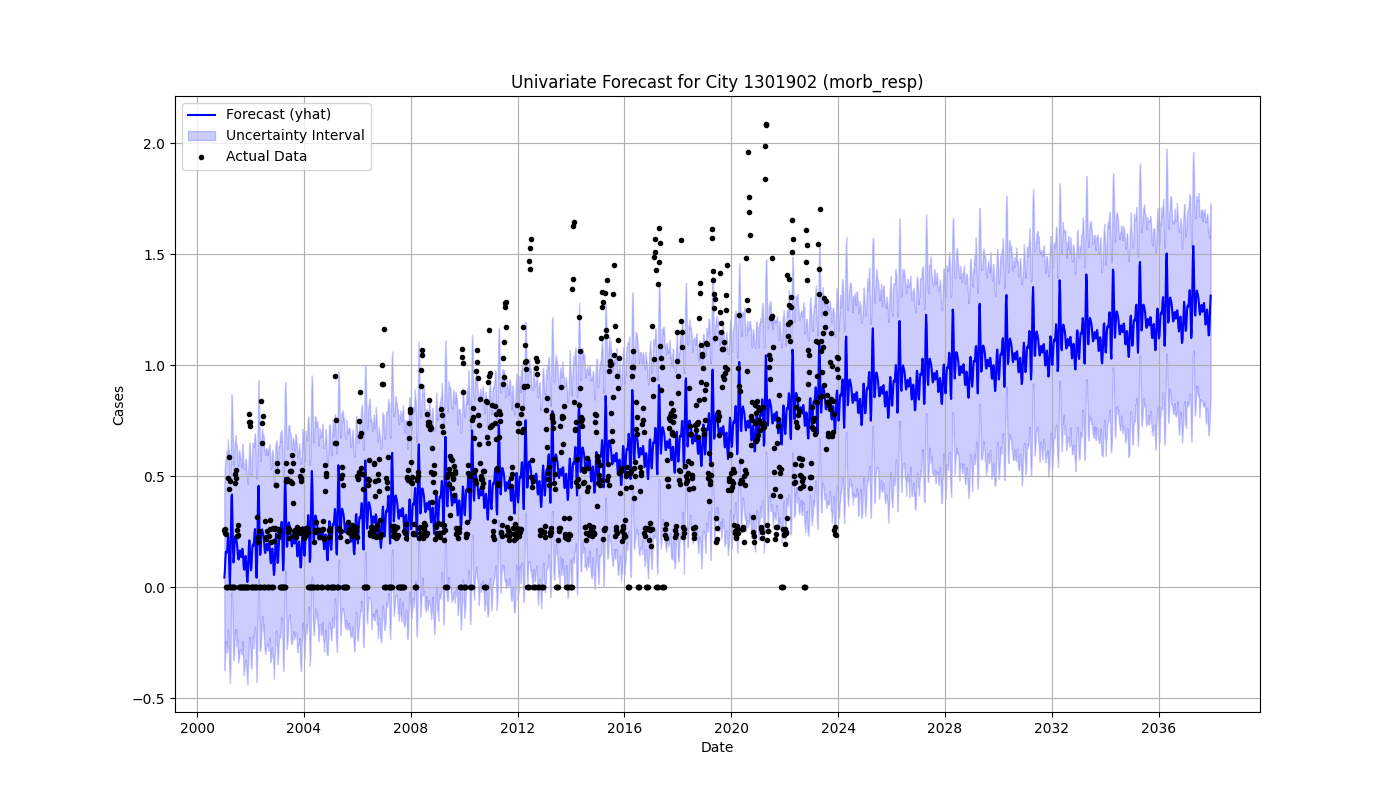 Univariate Forecast for City 1301902 (morb_resp)
Forecast (yhat)
Uncertainty Interval
Actual Data
Cases
2.0
1.5
1.0
0.5
0.0
−0.5
2000 2004 2008 2012 2016 2020 2024 2028 2032 2036
Date